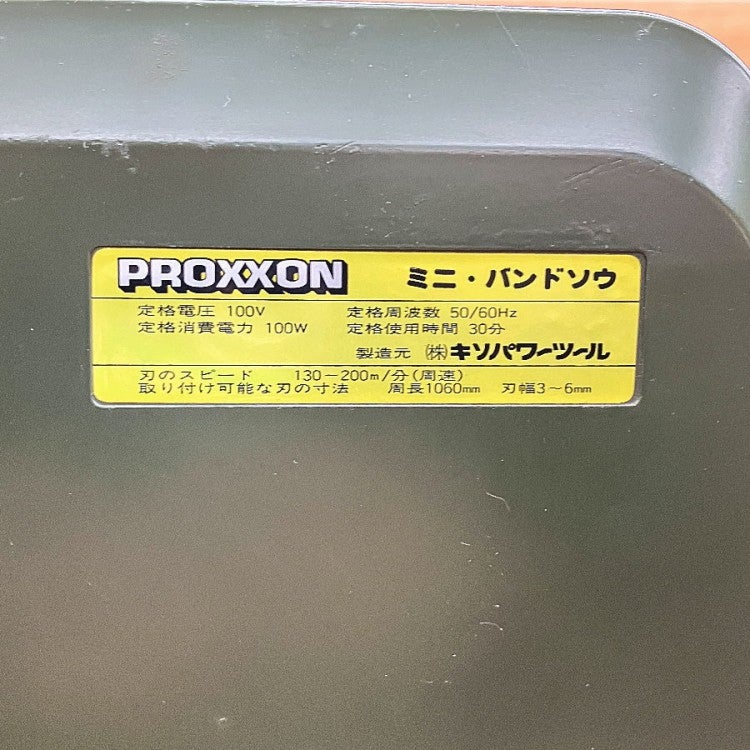 PROXXON ミニ・バンドソウ
定格電圧 100V 定格周波数 50/60Hz
定格消費電力 100W 定格使用時間 30分
製造元 ㈱キソパワーツール
刃のスピード 130−200m/分(周速)
取り付け可能な刃の寸法 周長1060mm 刃幅3〜6mm